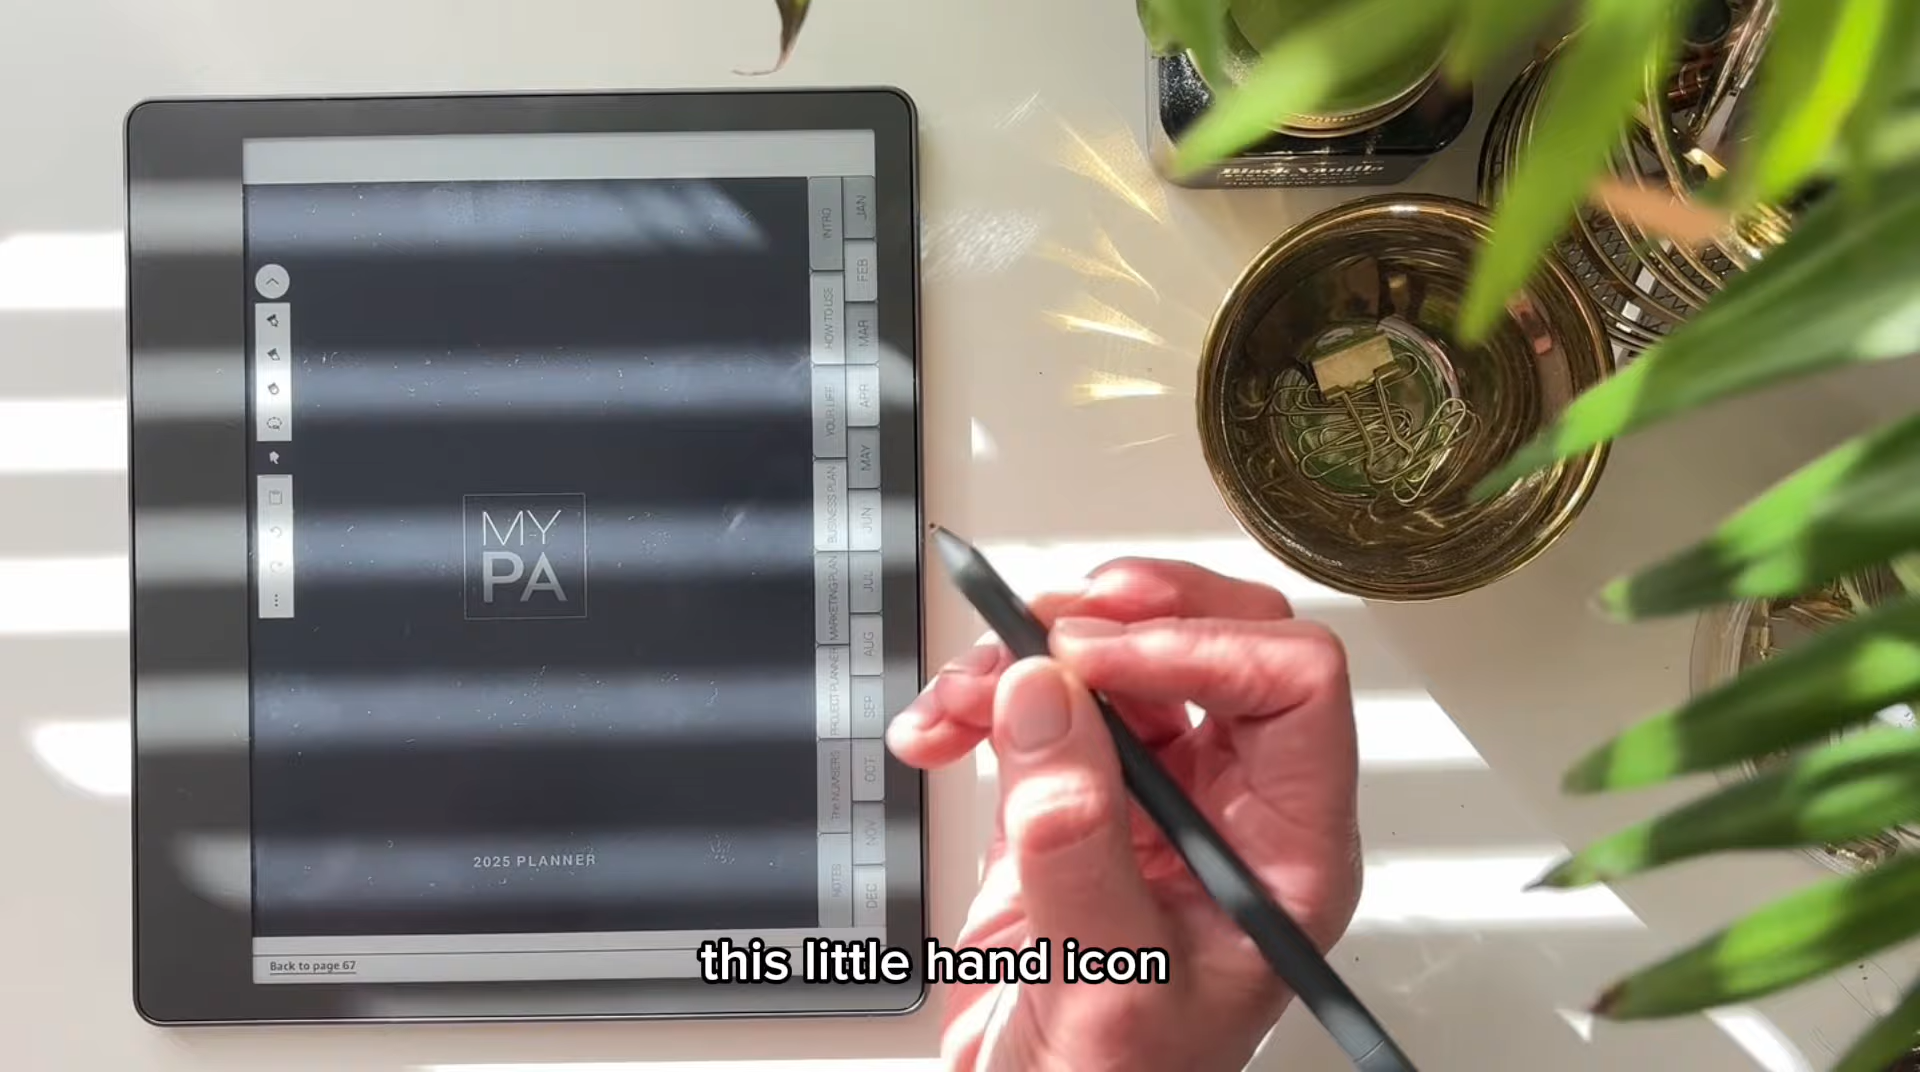 Black Vanilla
INTRO
HOW TO USE
YOUR LIFE
BUSINESS PLAN
MARKETING PLAN
PROJECT PLANNER
The NUMBERS
NOTES
JAN
FEB
MAR
APR
MAY
JUN
JUL
AUG
SEP
OCT
NOV
DEC
MY
PA
2025 PLANNER
Back to page 67
this little hand icon